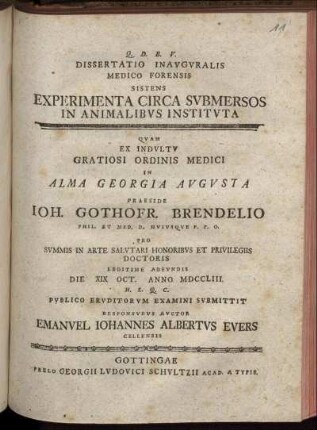 11
Q. D. B. V.
DISSERTATIO INAVGVRALIS
MEDICO FORENSIS
SISTENS
EXPERIMENTA CIRCA SVBMERSOS
IN ANIMALIBVS INSTITVTA
QVAM
EX INDVLTV
GRATIOSI ORDINIS MEDICI
IN
ALMA GEORGIA AVGVSTA
PRAESIDE
IOH. GOTHOFR. BRENDELIO
PHIL. ET MED. D. HVIVSQVE P. P. O.
PRO
SVMMIS IN ARTE SALVTARI HONORIBVS ET PRIVILEGIIS
DOCTORIS
LEGITIME ADSVMDIS
DIE XIX OCT. ANNO MDCCLIII.
H. L. Q. C.
PVBLICO ERVDITORVM EXAMINI SVBMITTIT
RESPONSVRVS AVCTOR
EMANVEL IOHANNES ALBERTVS EVERS
CELLENSIS
GOTTINGAE
PRELO GEORGII LVDOVICI SCHVLTZII ACAD. A TYPIS.